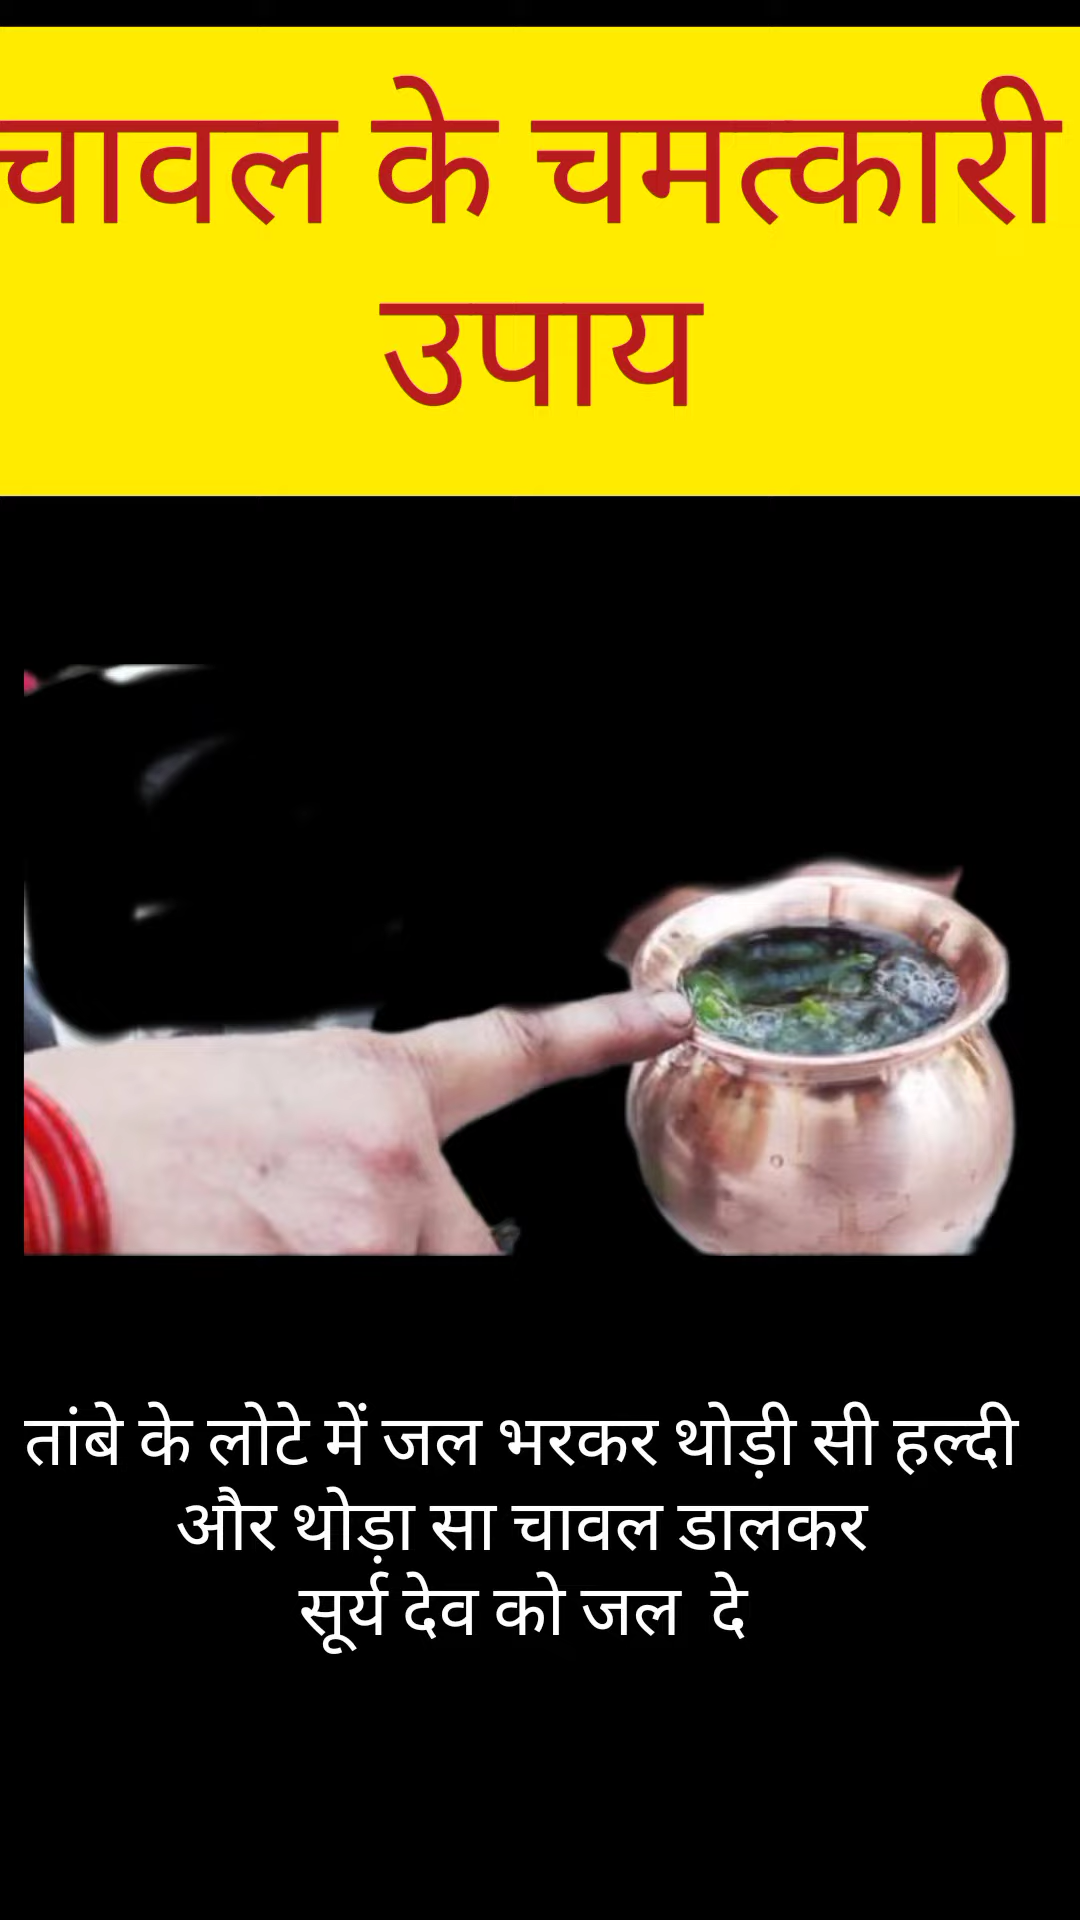 चावल के चमत्कारी
उपाय
तांबे के लोटे में जल भरकर थोड़ी सी हल्दी
और थोड़ा सा चावल डालकर
सूर्य देव को जल  दे